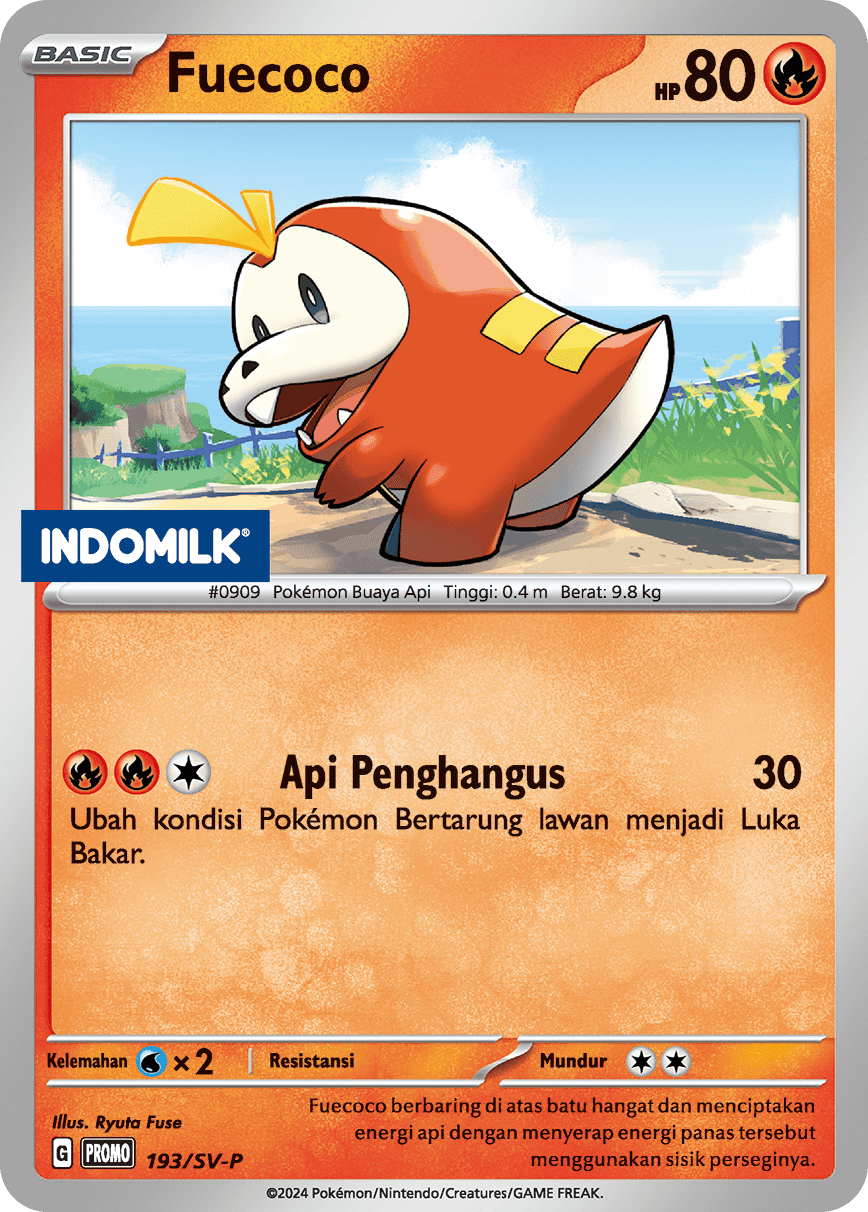 BASIC
Fuecoco
HP 80
INDOMILK®
#0909 Pokémon Buaya Api Tinggi: 0.4 m Berat: 9.8 kg
Api Penghangus 30
Ubah kondisi Pokémon Bertarung lawan menjadi Luka
Bakar.
Kelemahan ×2 Resistansi Mundur
Illus. Ryuta Fuse
Fuecoco berbaring di atas batu hangat dan menciptakan
energi api dengan menyerap energi panas tersebut
menggunakan sisik perseginya.
G PROMO 193/SV-P
©2024 Pokémon/Nintendo/Creatures/GAME FREAK.